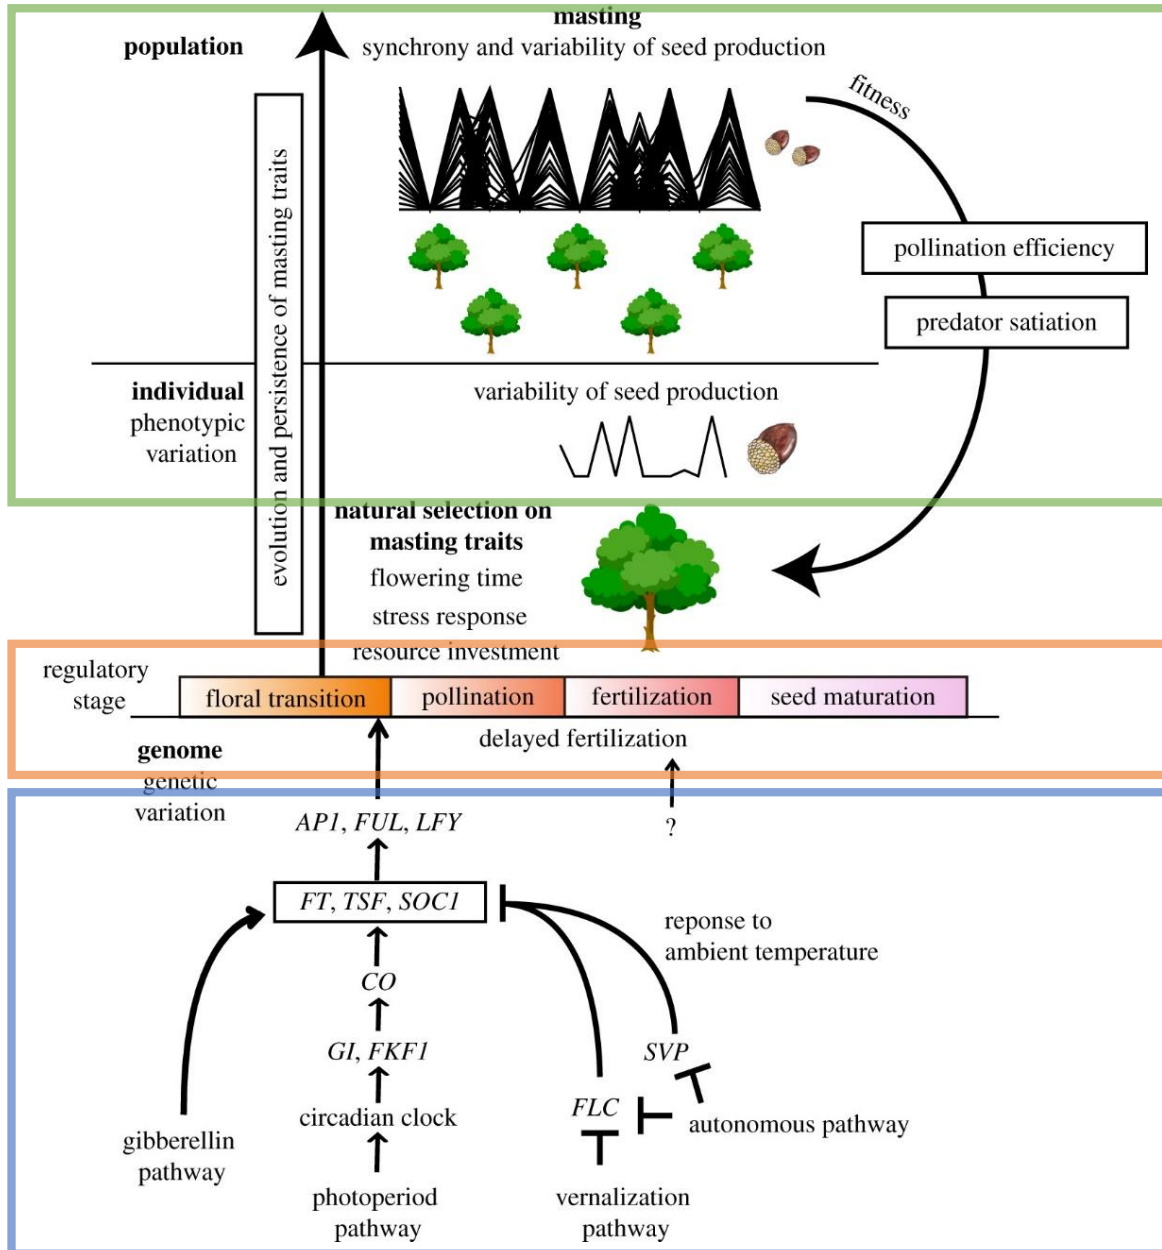 masting
population
synchrony and variability of seed production
fitness
evolution and persistence of masting traits
pollination efficiency
predator satiation
individual
phenotypic
variation
variability of seed production
natural selection on
masting traits
flowering time
stress response
resource investment
regulatory
stage
floral transition
pollination
fertilization
seed maturation
delayed fertilization
genome
genetic
variation
AP1, FUL, LFY
?
FT, TSF, SOC1
reponse to
ambient temperature
CO
GI, FKF1
SVP
circadian clock
FLC
autonomous pathway
gibberellin
pathway
photoperiod
pathway
vernalization
pathway